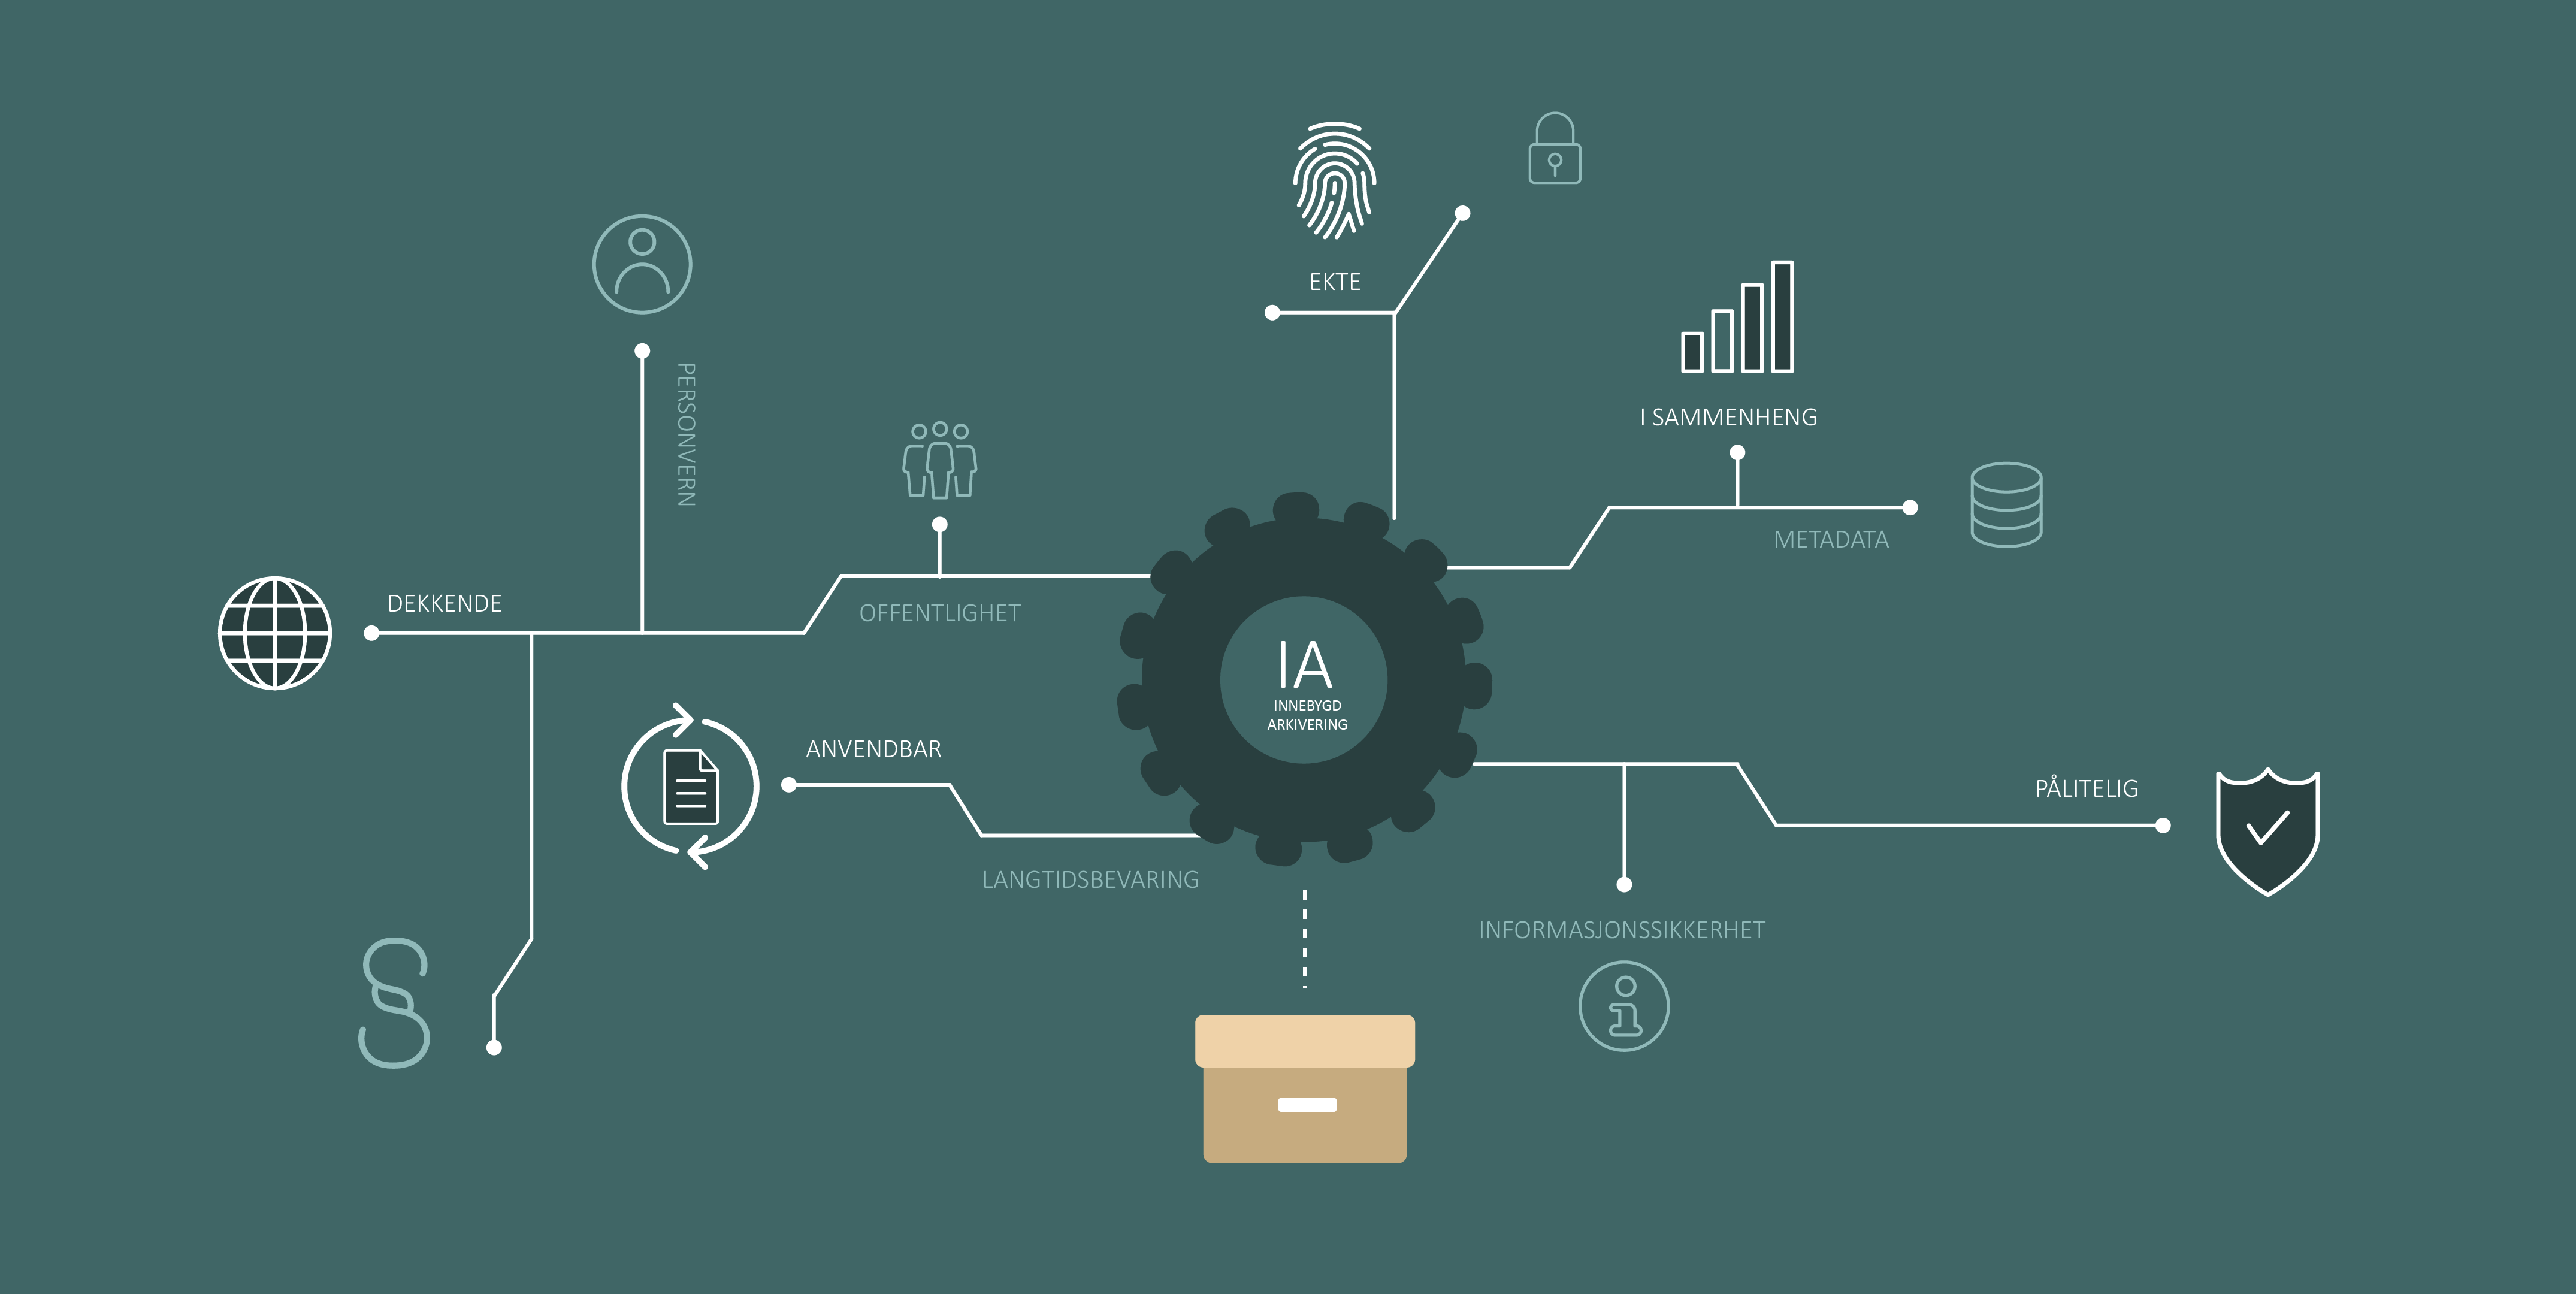 EKTE
I SAMMENHENG
PERSONVERN
METADATA
DEKKENDE
OFFENTLIGHET
IA
INNEBYGD
ARKIVERING
ANVENDBAR
PÅLITELIG
LANGTIDSBEVARING
INFORMASJONSSIKKERHET
§